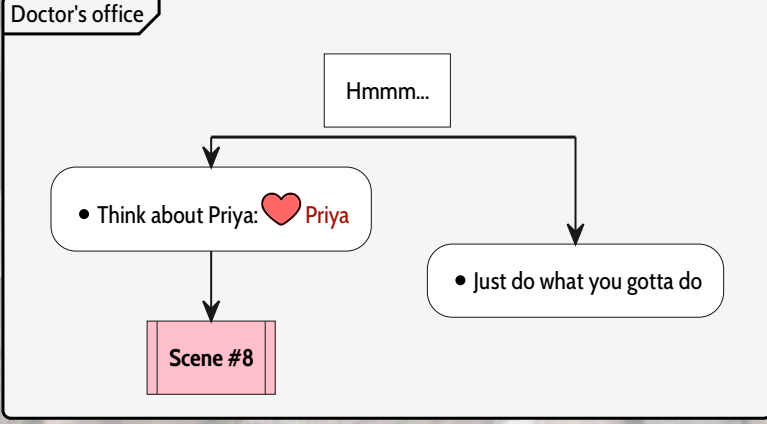 Doctor's office
Hmmm...
• Think about Priya: Priya
• Just do what you gotta do
Scene #8